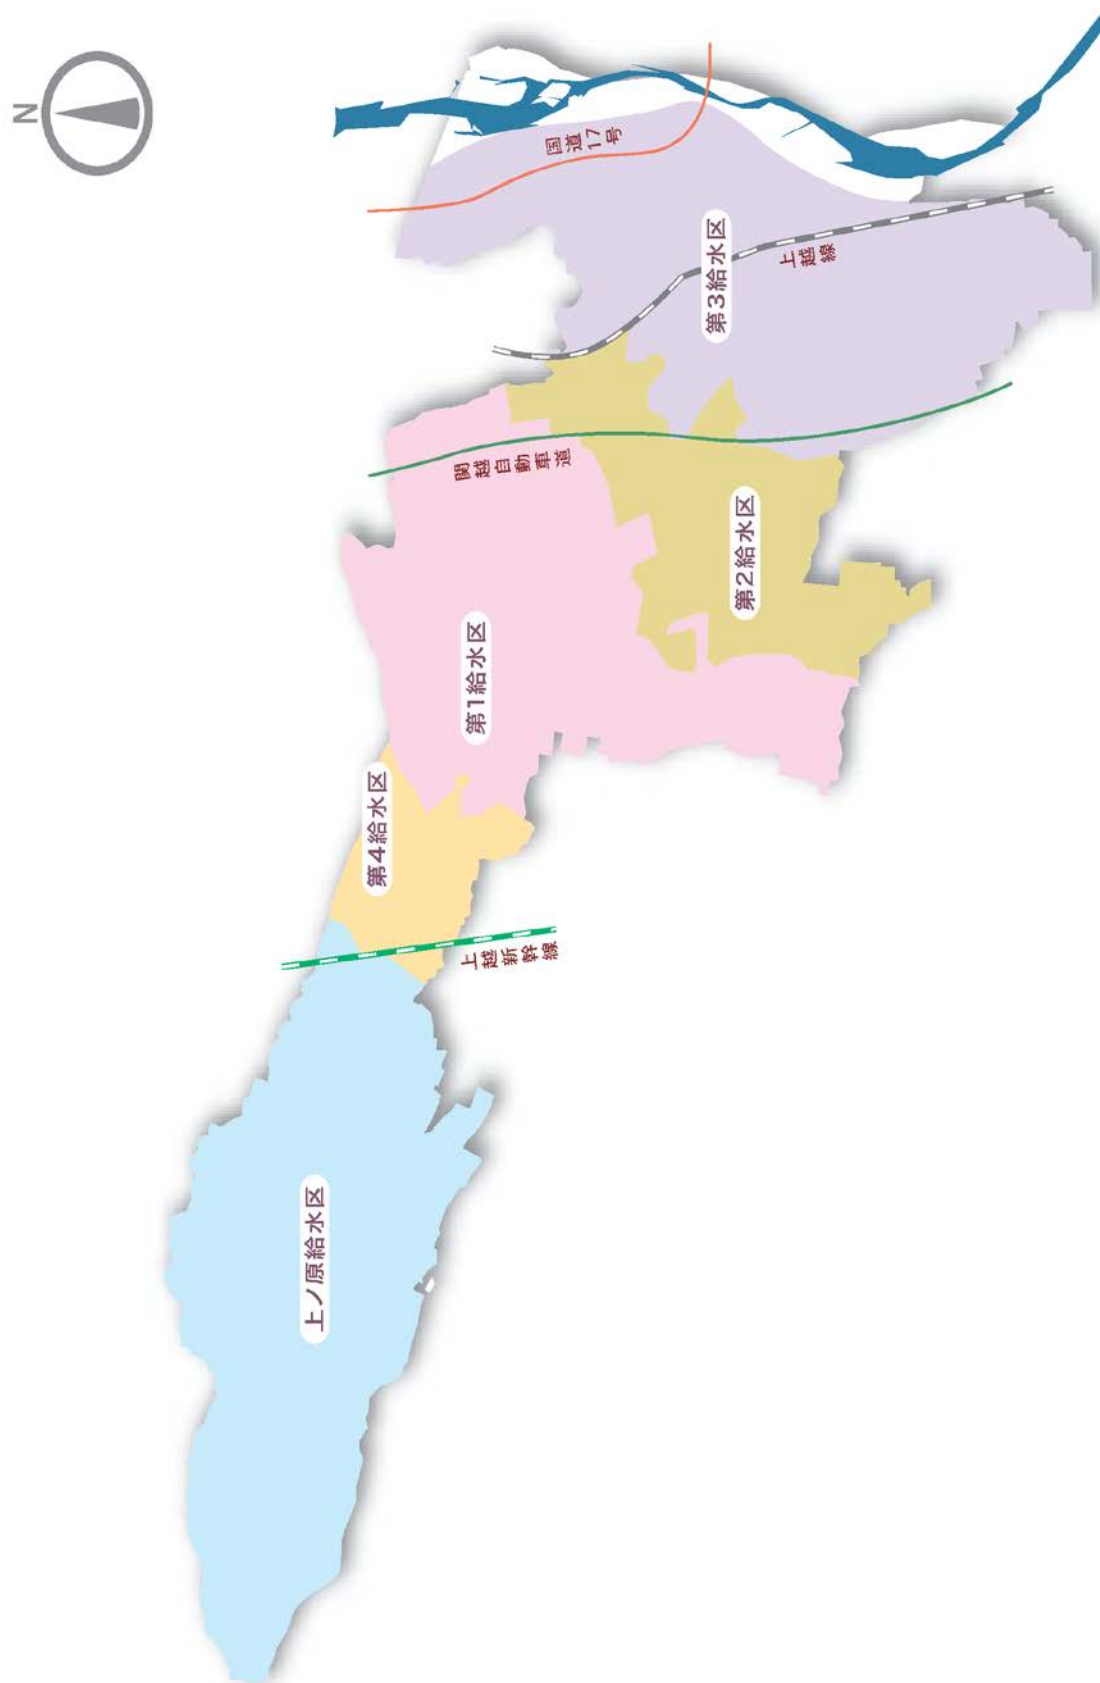 N
国道17号
上越線
第3給水区
関越自動車道
第2給水区
第1給水区
第4給水区
上越新幹線
上ノ原給水区